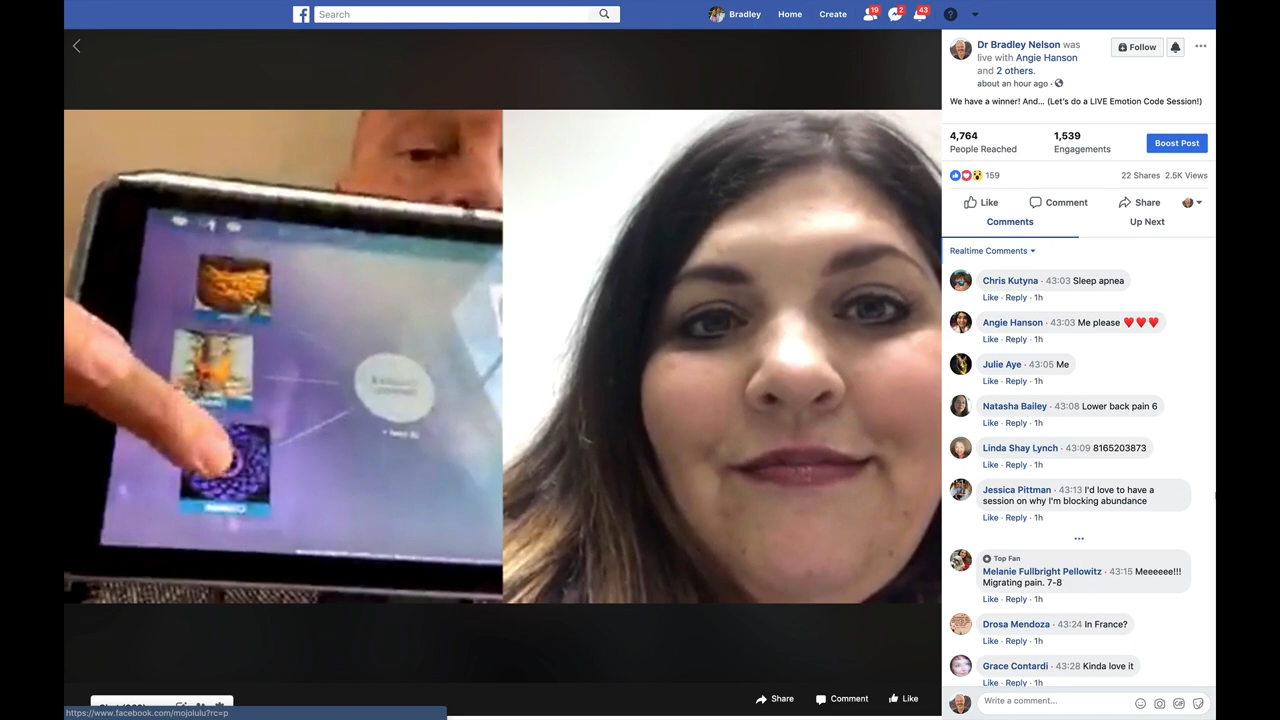 Search
Bradley
Home
Create
19
2
43
Dr Bradley Nelson was
live with Angie Hanson
and 2 others.
about an hour ago ·
Follow
We have a winner! And... (Let's do a LIVE Emotion Code Session!)
4,764
People Reached
1,539
Engagements
Boost Post
159
22 Shares 2.5K Views
Like
Comment
Share
Comments
Up Next
Realtime Comments
Chris Kutyna · 43:03 Sleep apnea
Like · Reply · 1h
Angie Hanson · 43:03 Me please ❤️❤️❤️
Like · Reply · 1h
Julie Aye · 43:05 Me
Like · Reply · 1h
Natasha Bailey · 43:08 Lower back pain 6
Like · Reply · 1h
Linda Shay Lynch · 43:09 8165203873
Like · Reply · 1h
Jessica Pittman · 43:13 I'd love to have a
session on why I'm blocking abundance
Like · Reply · 1h
Top Fan
Melanie Fullbright Pellowitz · 43:15 Meeeeee!!!
Migrating pain. 7-8
Like · Reply · 1h
Drosa Mendoza · 43:24 In France?
Like · Reply · 1h
Grace Contardi · 43:28 Kinda love it
Like · Reply · 1h
Write a comment...
GIF
Share
Comment
Like
https://www.facebook.com/mojolulu?rc=p